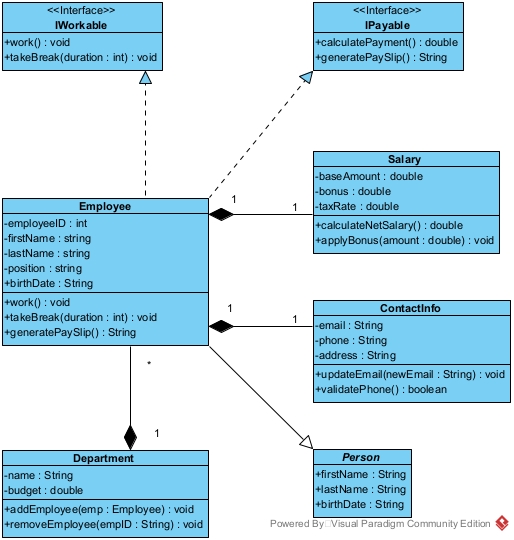 <<Interface>>
IWorkable
+work() : void
+takeBreak(duration : int) : void
<<Interface>>
IPayable
+calculatePayment() : double
+generatePaySlip() : String
Salary
-baseAmount : double
-bonus : double
-taxRate : double
+calculateNetSalary() : double
+applyBonus(amount : double) : void
Employee
-employeeID : int
-firstName : string
-lastName : string
-position : string
+birthDate : String
+work() : void
+takeBreak(duration : int) : void
+generatePaySlip() : String
1
1
ContactInfo
-email : String
-phone : String
-address : String
+updateEmail(newEmail : String) : void
+validatePhone() : boolean
1
1
*
1
Department
-name : String
-budget : double
+addEmployee(emp : Employee) : void
+removeEmployee(empID : String) : void
Person
+firstName : String
+lastName : String
+birthDate : String
Powered By Visual Paradigm Community Edition